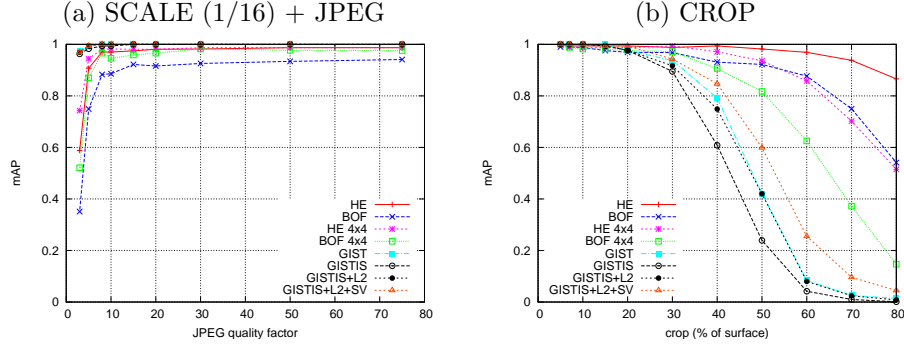 (a) SCALE (1/16) + JPEG
1
0.8
0.6
0.4
0.2
0
0 10 20 30 40 50 60 70 80
mAP
JPEG quality factor
HE
BOF
HE 4x4
BOF 4x4
GIST
GISTIS
GISTIS+L2
GISTIS+L2+SV
(b) CROP
1
0.8
0.6
0.4
0.2
0
0 10 20 30 40 50 60 70 80
mAP
crop (% of surface)
HE
BOF
HE 4x4
BOF 4x4
GIST
GISTIS
GISTIS+L2
GISTIS+L2+SV